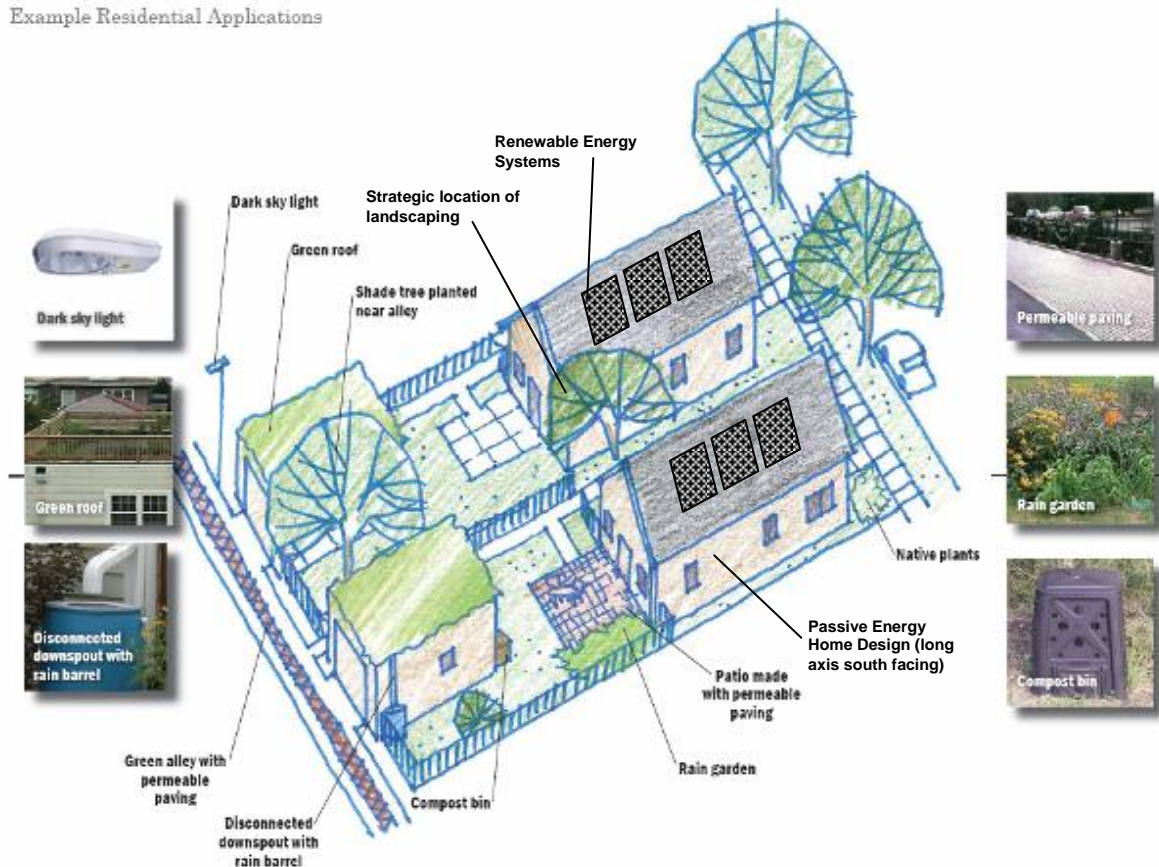 Example Residential Applications
Renewable Energy
Systems
Strategic location of
landscaping
Dark sky light
Green roof
Shade tree planted
near alley
Dark sky light
Green roof
Disconnected
downspout with
rain barrel
Permeable paving
Rain garden
Compost bin
Native plants
Passive Energy
Home Design (long
axis south facing)
Patio made
with permeable
paving
Rain garden
Compost bin
Green alley with
permeable
paving
Disconnected
downspout with
rain barrel